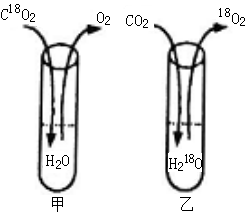 C¹⁸O₂ O₂ CO₂ ¹⁸O₂
H₂O H₂¹⁸O
甲 乙